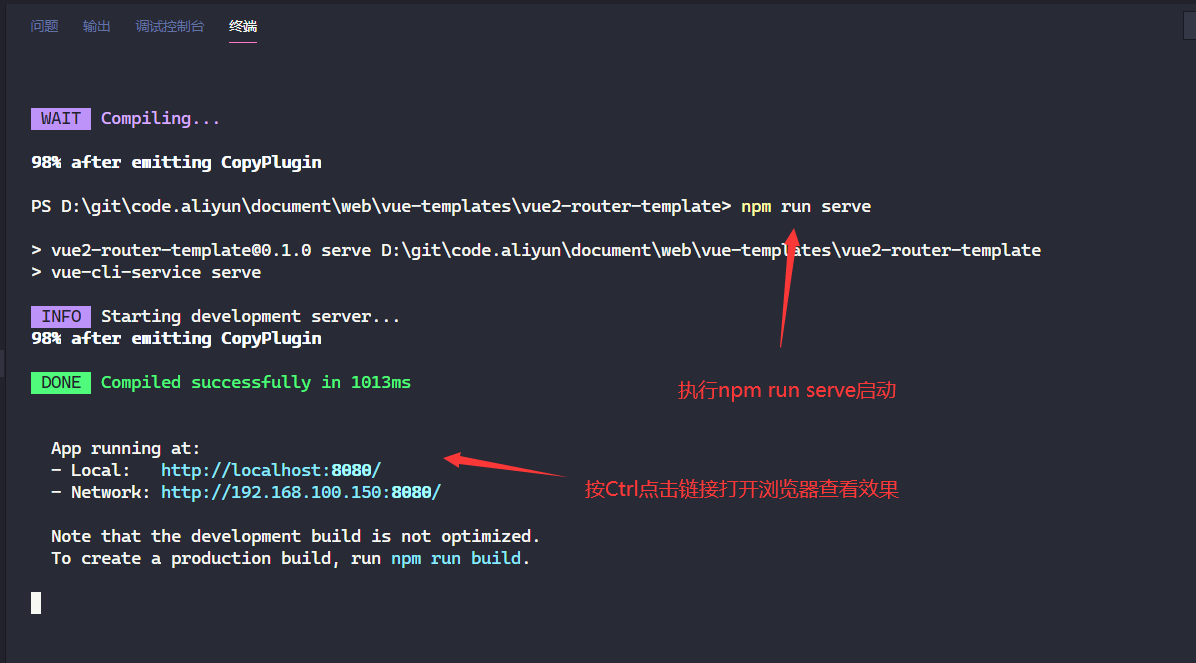 问题 输出 调试控制台 终端
WAIT Compiling...
98% after emitting CopyPlugin
PS D:\git\code.aliyun\document\web\vue-templates\vue2-router-template> npm run serve
> vue2-router-template@0.1.0 serve D:\git\code.aliyun\document\web\vue-templates\vue2-router-template
> vue-cli-service serve
INFO Starting development server...
98% after emitting CopyPlugin
DONE Compiled successfully in 1013ms
执行npm run serve启动
App running at:
- Local: http://localhost:8080/
- Network: http://192.168.100.150:8080/
按Ctrl点击链接打开浏览器查看效果
Note that the development build is not optimized.
To create a production build, run npm run build.